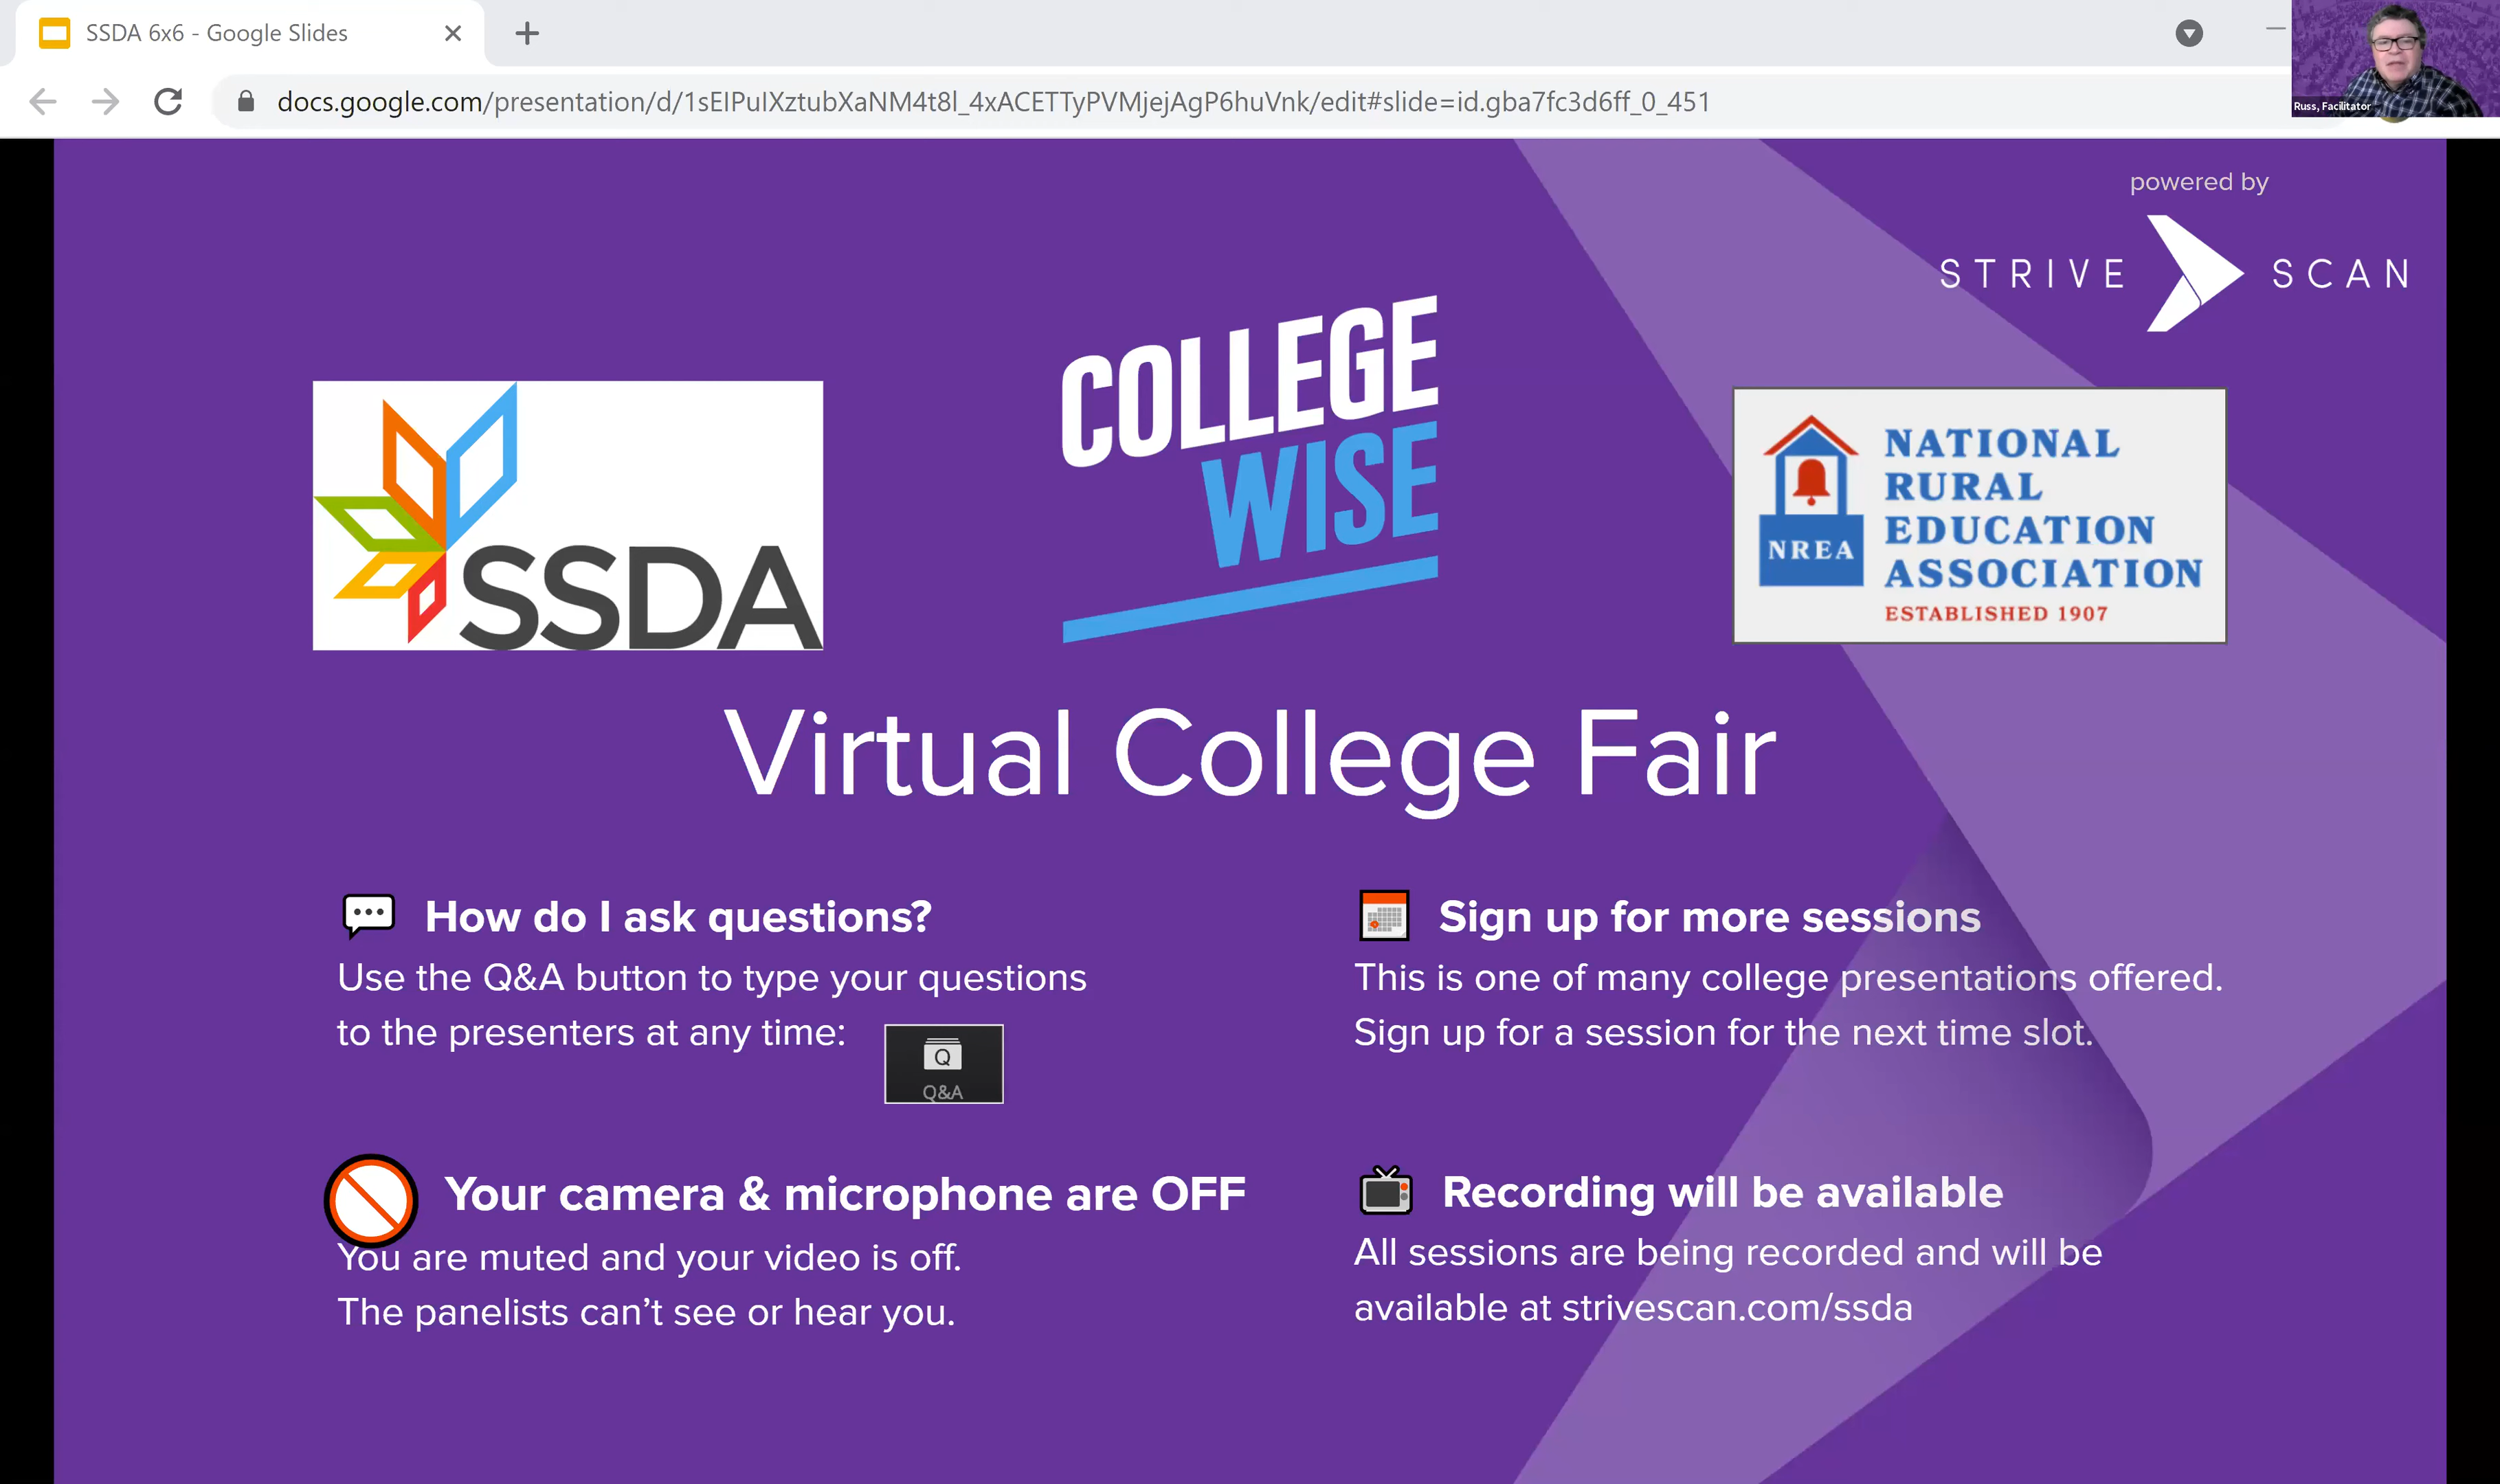 SSDA 6x6 - Google Slides
docs.google.com/presentation/d/1sEIPuIXztubXaNM4t8l_4xACETTyPVMjejAgP6huVnk/edit#slide=id.gba7fc3d6ff_0_451
Russ, Facilitator
powered by
STRIVE SCAN
SSDA
COLLEGE
WISE
NREA
NATIONAL
RURAL
EDUCATION
ASSOCIATION
ESTABLISHED 1907
Virtual College Fair
How do I ask questions?
Use the Q&A button to type your questions
to the presenters at any time:
Q
Q&A
Sign up for more sessions
This is one of many college presentations offered.
Sign up for a session for the next time slot.
Your camera & microphone are OFF
You are muted and your video is off.
The panelists can't see or hear you.
Recording will be available
All sessions are being recorded and will be
available at strivescan.com/ssda